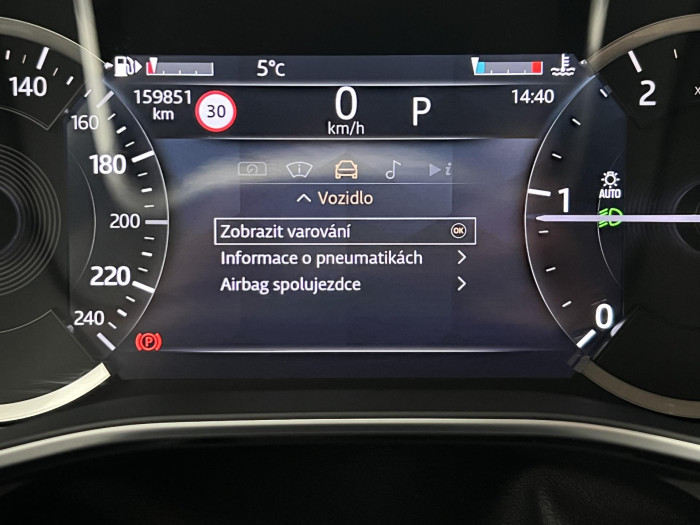 5°C
159851
km
30
0
km/h
P
14:40
140
160
180
200
220
240
Vozidlo
Zobrazit varování OK
Informace o pneumatikách
Airbag spolujezdce
2
1
0
AUTO
P